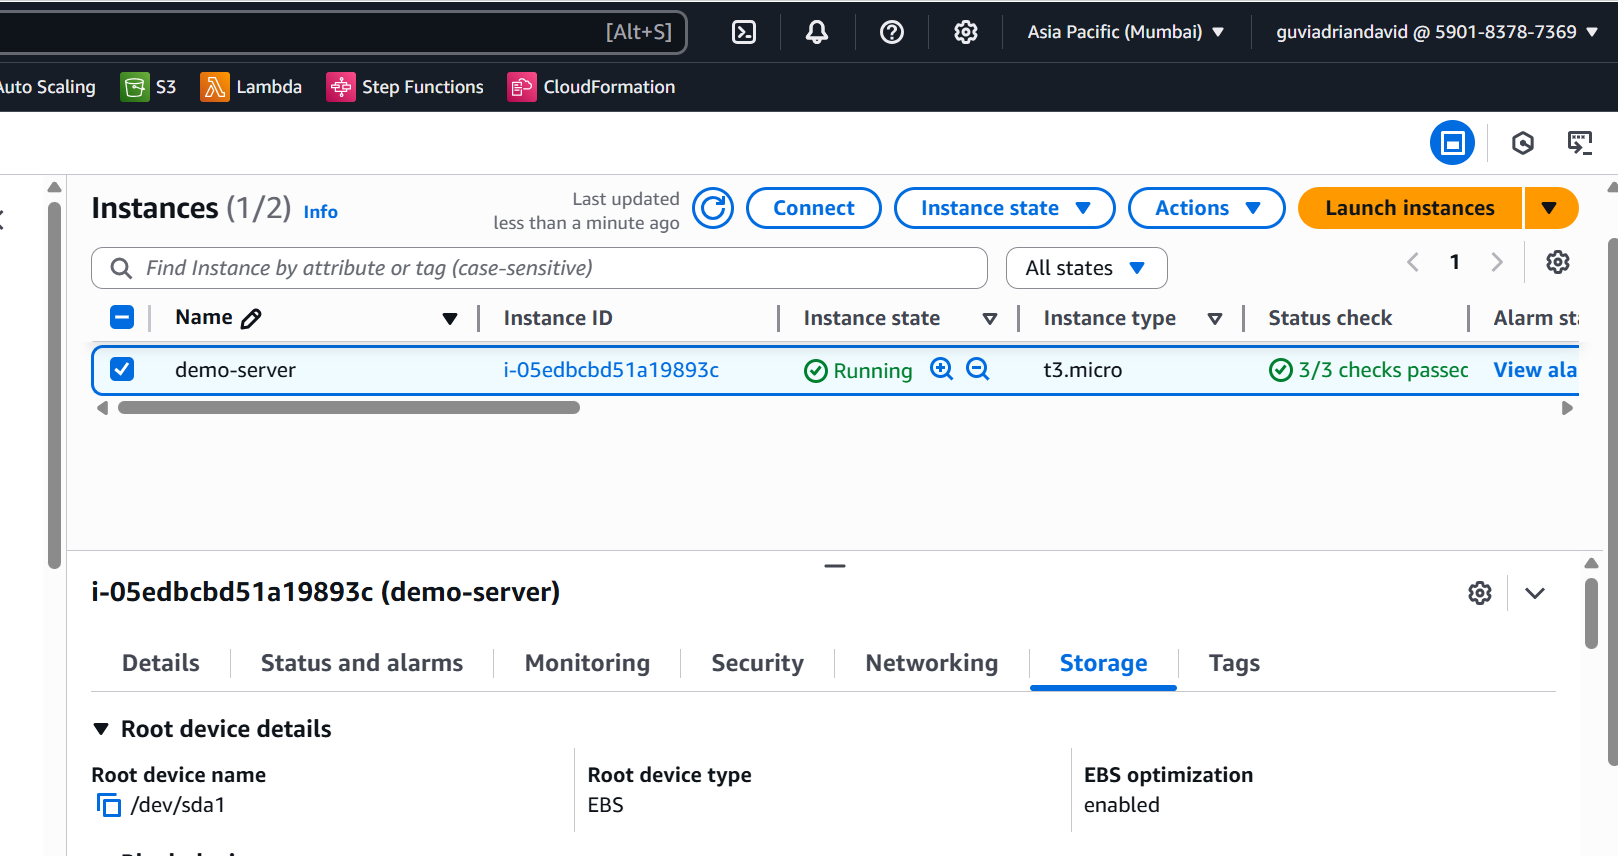 [Alt+S] Asia Pacific (Mumbai) guviadriandavid @ 5901-8378-7369
Auto Scaling S3 Lambda Step Functions CloudFormation
Instances (1/2) Info Last updated less than a minute ago Connect Instance state Actions Launch instances
Find Instance by attribute or tag (case-sensitive) All states 1
Name Instance ID Instance state Instance type Status check Alarm sta
demo-server i-05edbcbd51a19893c Running t3.micro 3/3 checks passed View ala
i-05edbcbd51a19893c (demo-server)
Details Status and alarms Monitoring Security Networking Storage Tags
Root device details
Root device name Root device type EBS optimization
/dev/sda1 EBS enabled